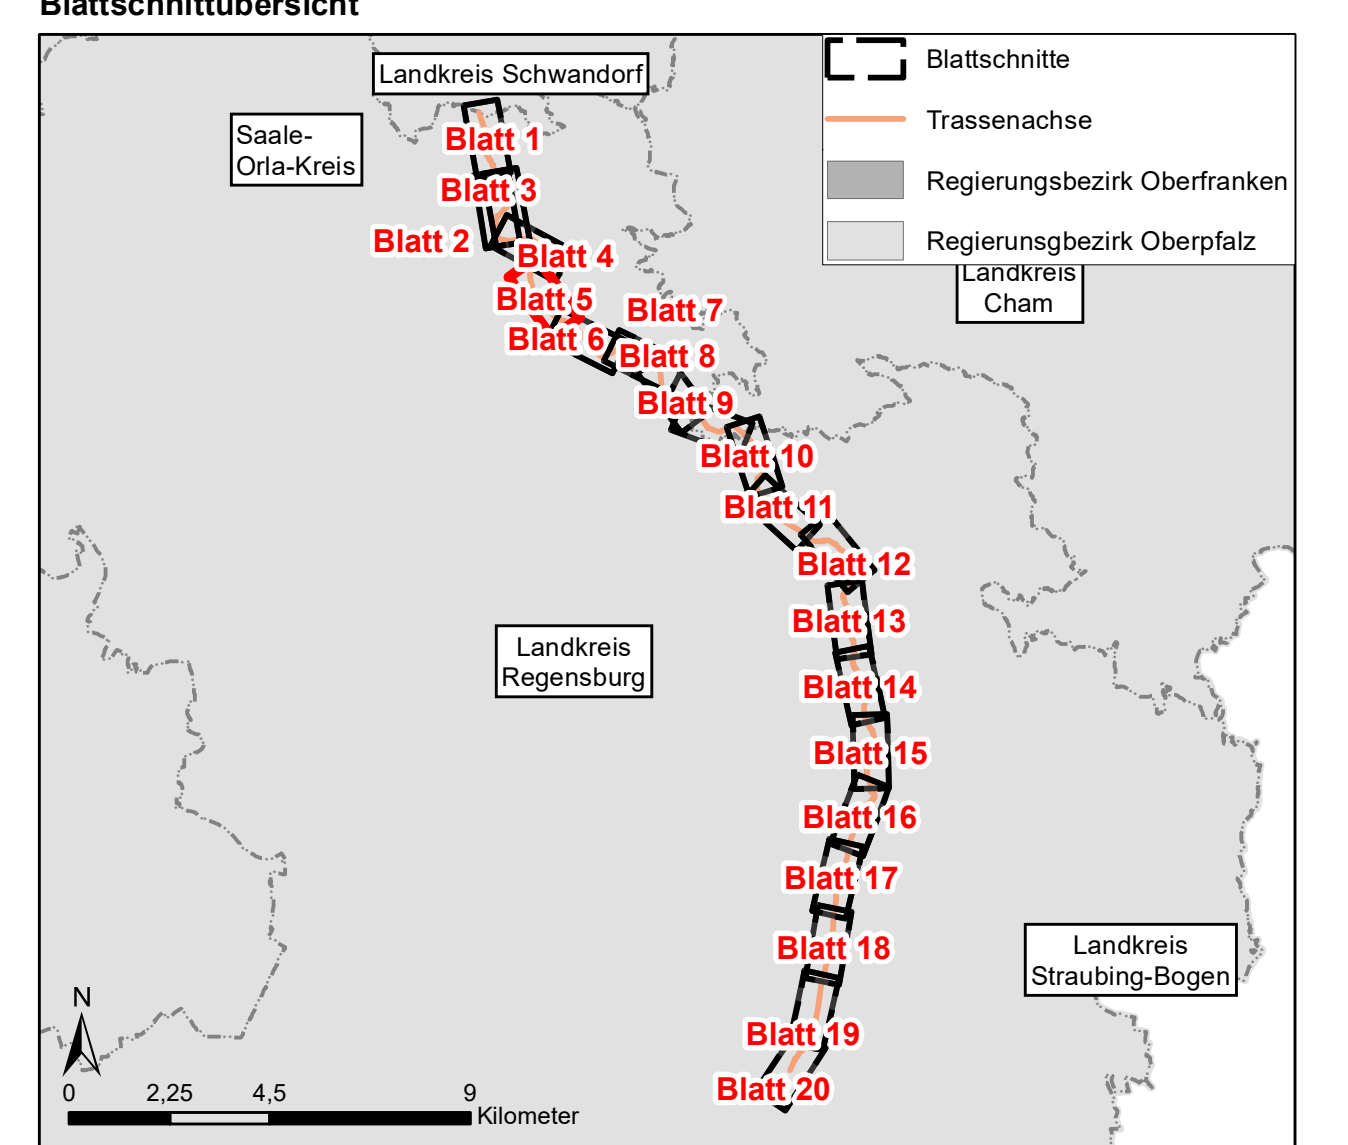 Blattschnittübersicht
Landkreis Schwandorf
Saale-
Orla-Kreis
Blattschnitte
Trassenachse
Regierungsbezirk Oberfranken
Regierunsgbezirk Oberpfalz
Landkreis
Cham
Blatt 1
Blatt 3
Blatt 2
Blatt 4
Blatt 5
Blatt 7
Blatt 6
Blatt 8
Blatt 9
Blatt 10
Blatt 11
Blatt 12
Blatt 13
Landkreis
Regensburg
Blatt 14
Blatt 15
Blatt 16
Blatt 17
Blatt 18
Landkreis
Straubing-Bogen
Blatt 19
Blatt 20
N
0 2,25 4,5 9
Kilometer